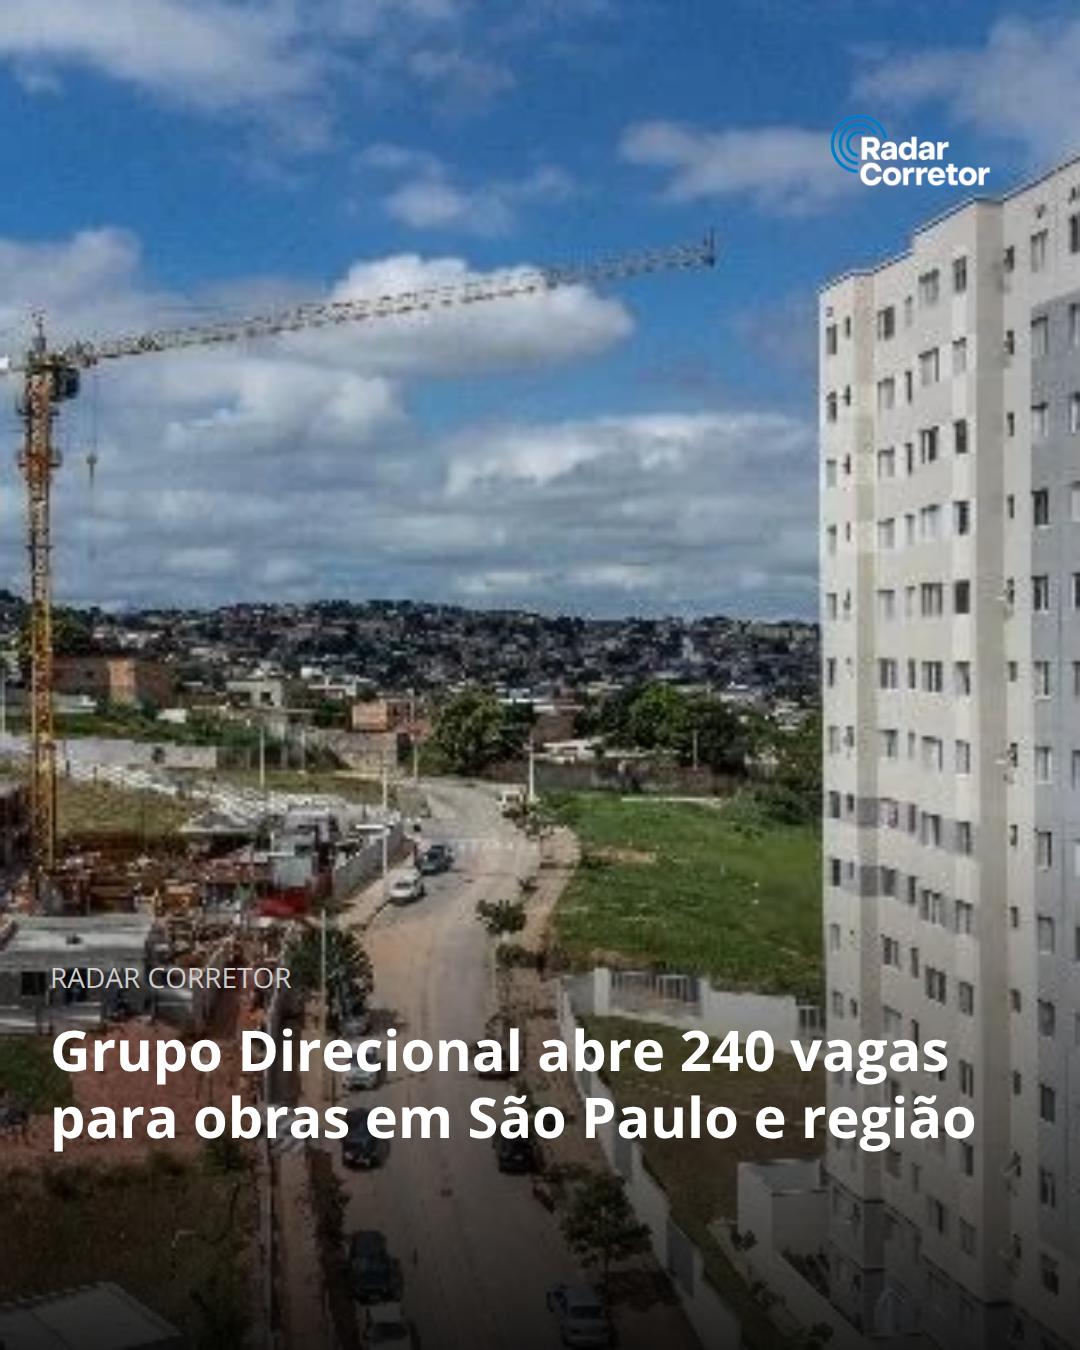 Radar
Corretor
RADAR CORRETOR
Grupo Direcional abre 240 vagas
para obras em São Paulo e região